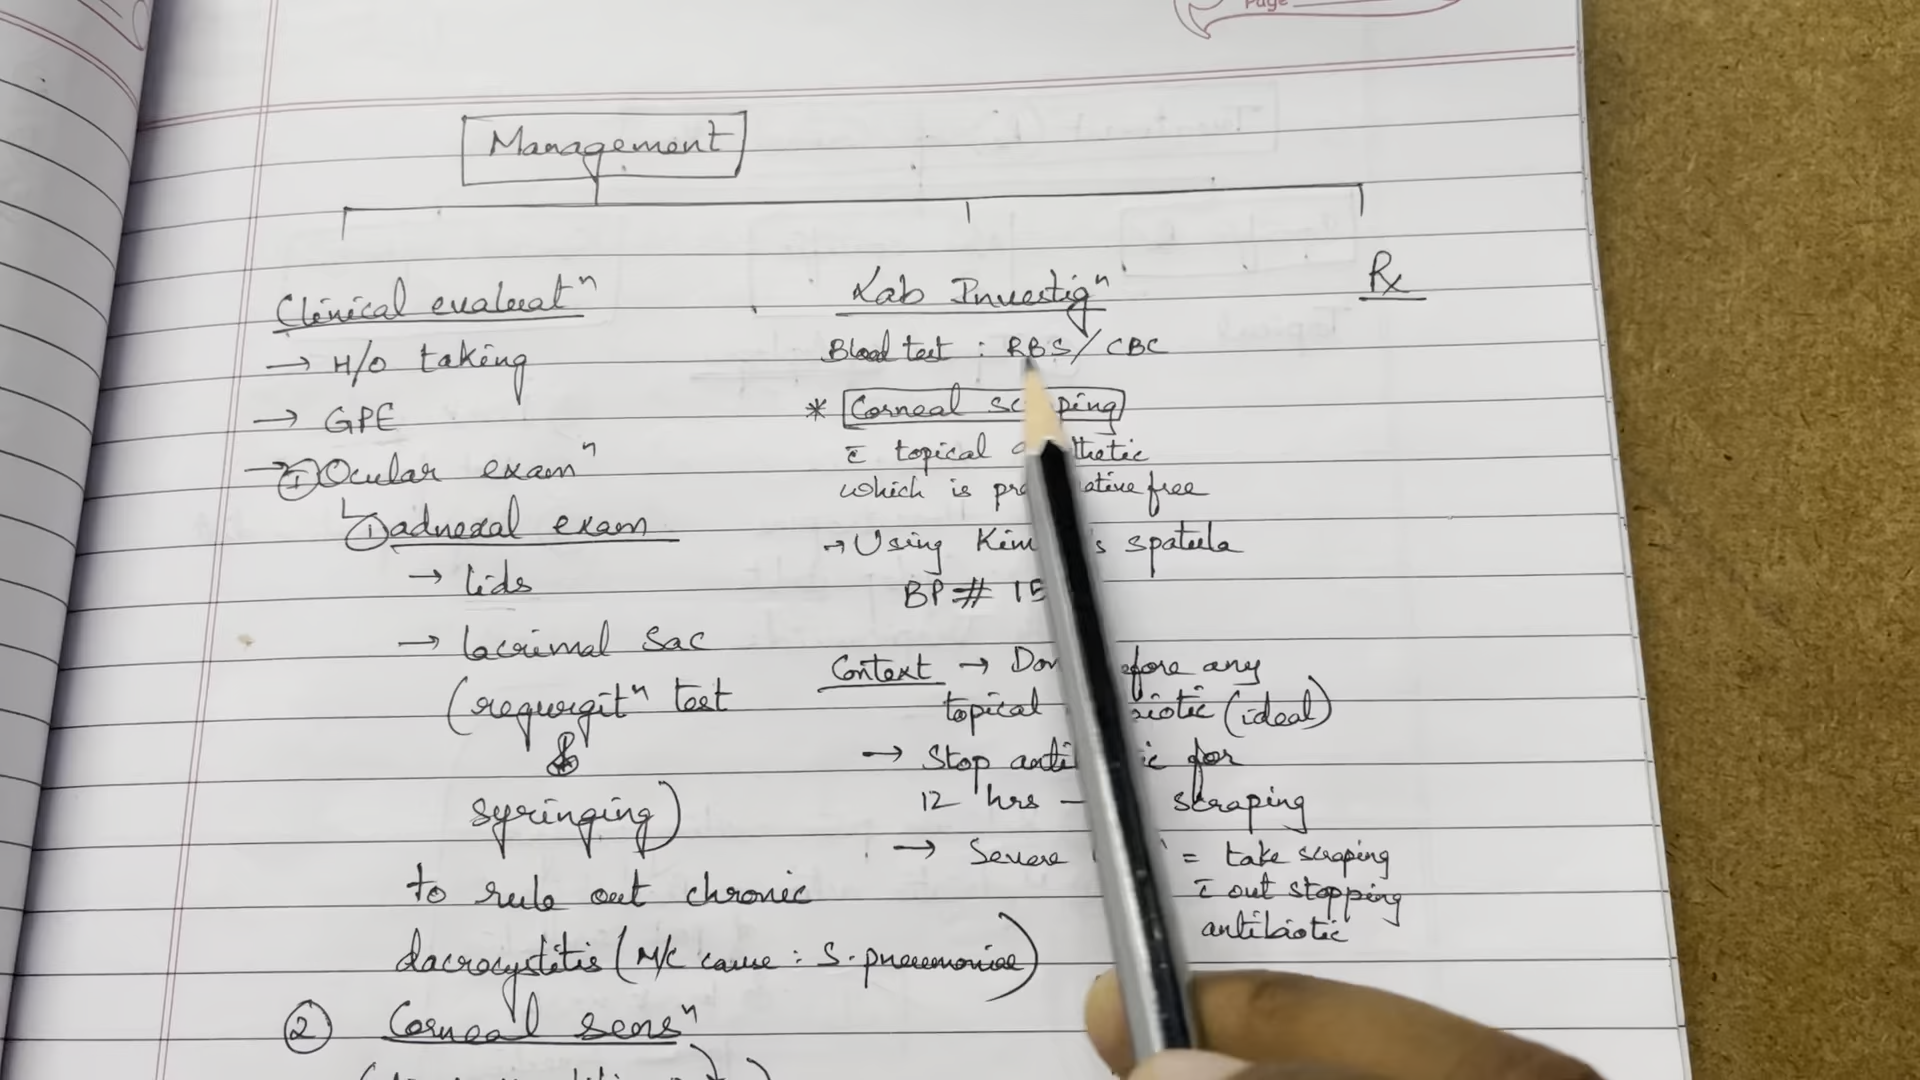 Page
Management
Clinical evaluatⁿ
→ H/O taking
→ GPE
→ ① Ocular examⁿ
① adnexal exam
→ lids
→ lacrimal sac
(regurgitⁿ test
&
syringing)
to rule out chronic
dacrocystitis (M/C cause : S. pneumoniae)
② Corneal sensⁿ
Lab Investigⁿ
Blood test : RBS / CBC
* Corneal sc ping
c̄ topical a thetic
which is pr ative free
→ Using Kim s spatula
BP # 15
Context → Don efore any
topical biotic (ideal)
→ Stop anti ic for
12 hrs — scraping
→ Severe = take scraping
c̄ out stopping
antibiotic
Rx